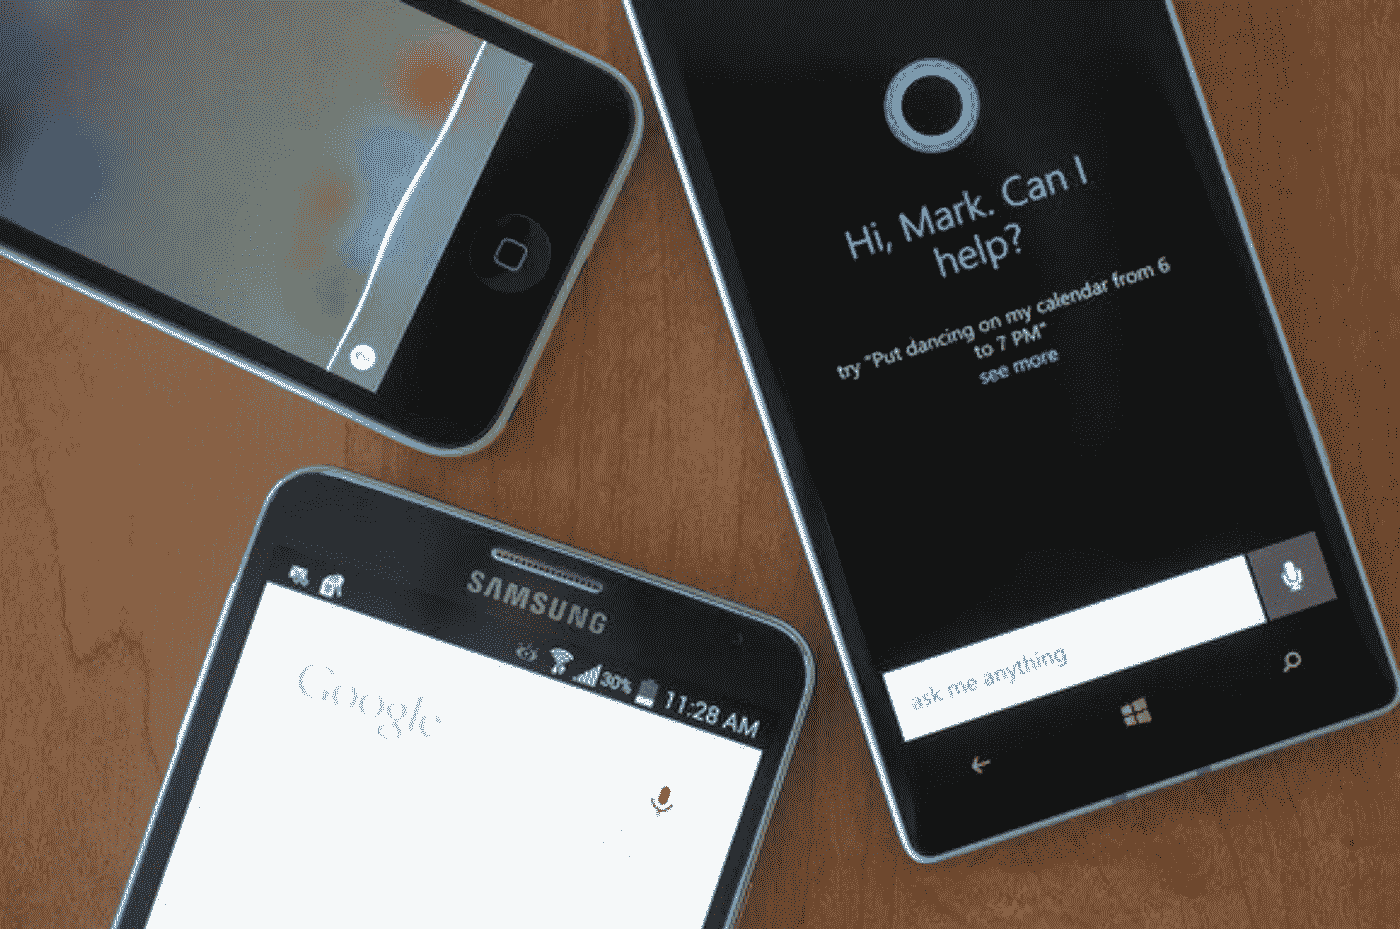 Hi, Mark. Can I
help?
try "Put dancing on my calendar from 6
to 7 PM"
see more
ask me anything
SAMSUNG
30% 11:28 AM
Google